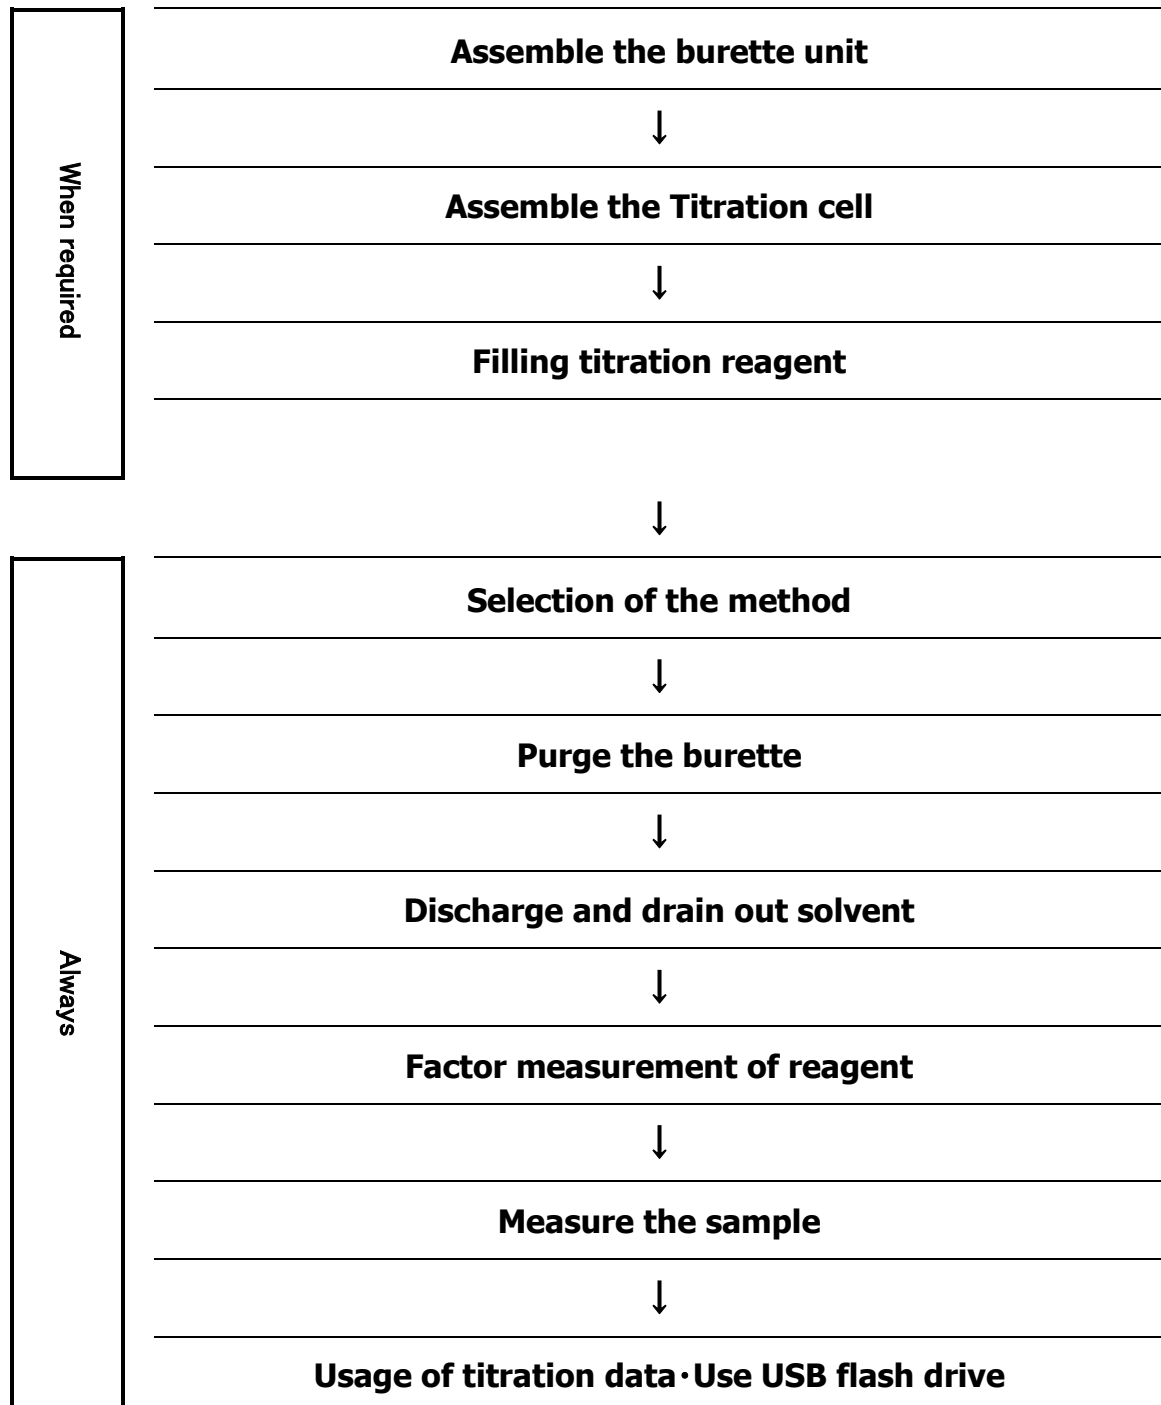 When required
Assemble the burette unit
↓
Assemble the Titration cell
↓
Filling titration reagent
↓
Always
Selection of the method
↓
Purge the burette
↓
Discharge and drain out solvent
↓
Factor measurement of reagent
↓
Measure the sample
↓
Usage of titration data・Use USB flash drive